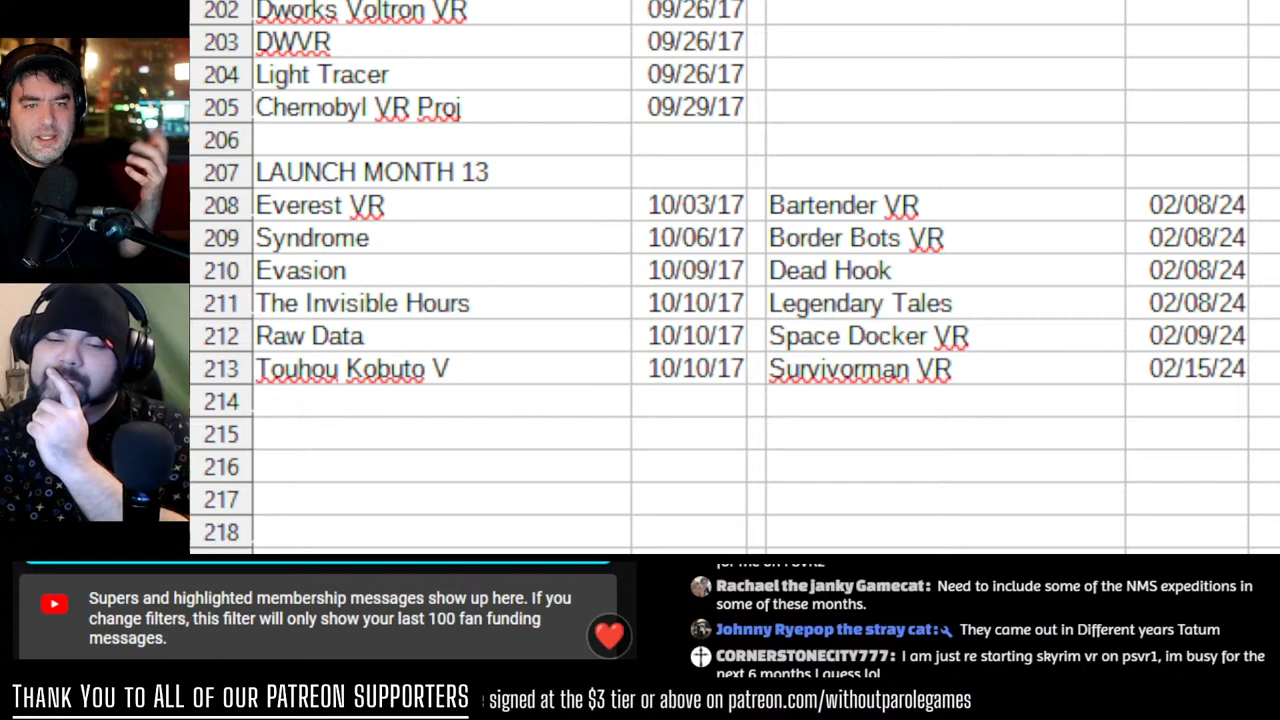 202 Dworks Voltron VR 09/26/17
203 DWVR 09/26/17
204 Light Tracer 09/26/17
205 Chernobyl VR Proj 09/29/17
206
207 LAUNCH MONTH 13
208 Everest VR 10/03/17 Bartender VR 02/08/24
209 Syndrome 10/06/17 Border Bots VR 02/08/24
210 Evasion 10/09/17 Dead Hook 02/08/24
211 The Invisible Hours 10/10/17 Legendary Tales 02/08/24
212 Raw Data 10/10/17 Space Docker VR 02/09/24
213 Touhou Kobuto V 10/10/17 Survivorman VR 02/15/24
214
215
216
217
218
Supers and highlighted membership messages show up here. If you
change filters, this filter will only show your last 100 fan funding
messages.
for me on PSVR2
Rachael the janky Gamecat: Need to include some of the NMS expeditions in
some of these months.
Johnny Ryepop the stray cat: They came out in Different years Tatum
CORNERSTONECITY777: I am just re starting skyrim vr on psvr1, im busy for the
next 6 months I guess lol
THANK YOU TO ALL OF OUR PATREON SUPPORTERS signed at the $3 tier or above on patreon.com/withoutparolegames